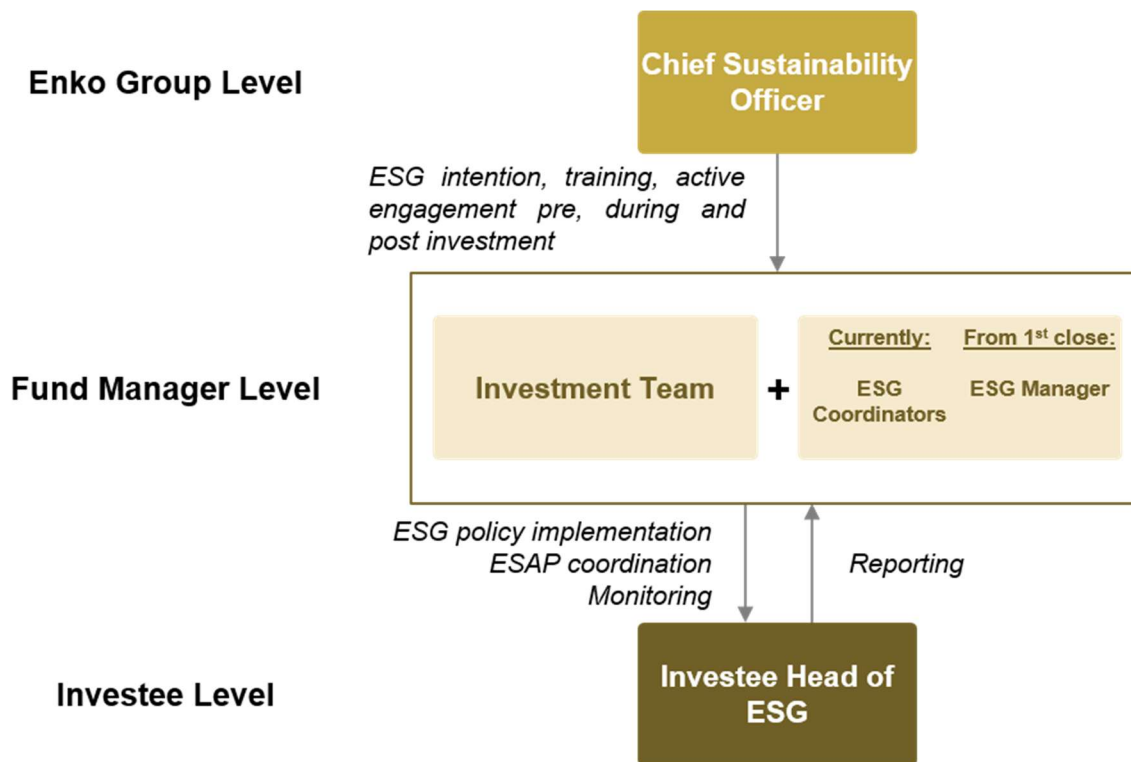 Enko Group Level
Chief Sustainability
Officer
ESG intention, training, active
engagement pre, during and
post investment
Fund Manager Level
Investment Team
+
Currently:
ESG
Coordinators
From 1st close:
ESG Manager
ESG policy implementation
ESAP coordination
Monitoring
Reporting
Investee Level
Investee Head of
ESG